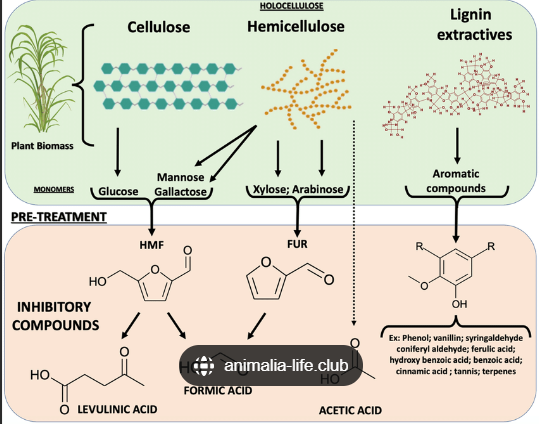 HOLOCELLULOSE
Cellulose
Hemicellulose
Lignin
extractives
Plant Biomass
MONOMERS
Glucose
Mannose
Gallactose
Xylose; Arabinose
Aromatic
compounds
PRE-TREATMENT
HMF
FUR
HO
O
O
O
O
R
R
O
OH
INHIBITORY
COMPOUNDS
Ex: Phenol; vanillin; syringaldehyde
coniferyl aldehyde; ferulic acid;
hydroxy benzoic acid; benzoic acid;
cinnamic acid ; tannis; terpenes
HO
O
O
O
animalia-life.club
LEVULINIC ACID
FORMIC ACID
ACETIC ACID